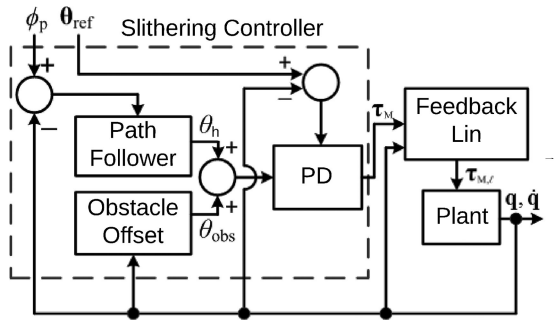 Slithering Controller
ϕp
θref
+
+
−
−
Path
Follower
θh
+
+
Obstacle
Offset
θobs
PD
τM
Feedback
Lin
τM,ℓ
Plant
q, q̇